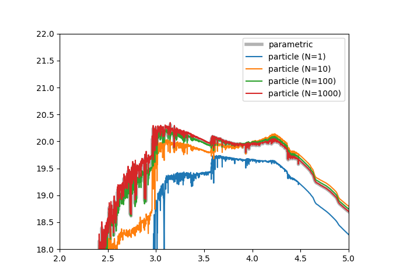 22.0
21.5
21.0
20.5
20.0
19.5
19.0
18.5
18.0
2.0 2.5 3.0 3.5 4.0 4.5 5.0
parametric
particle (N=1)
particle (N=10)
particle (N=100)
particle (N=1000)